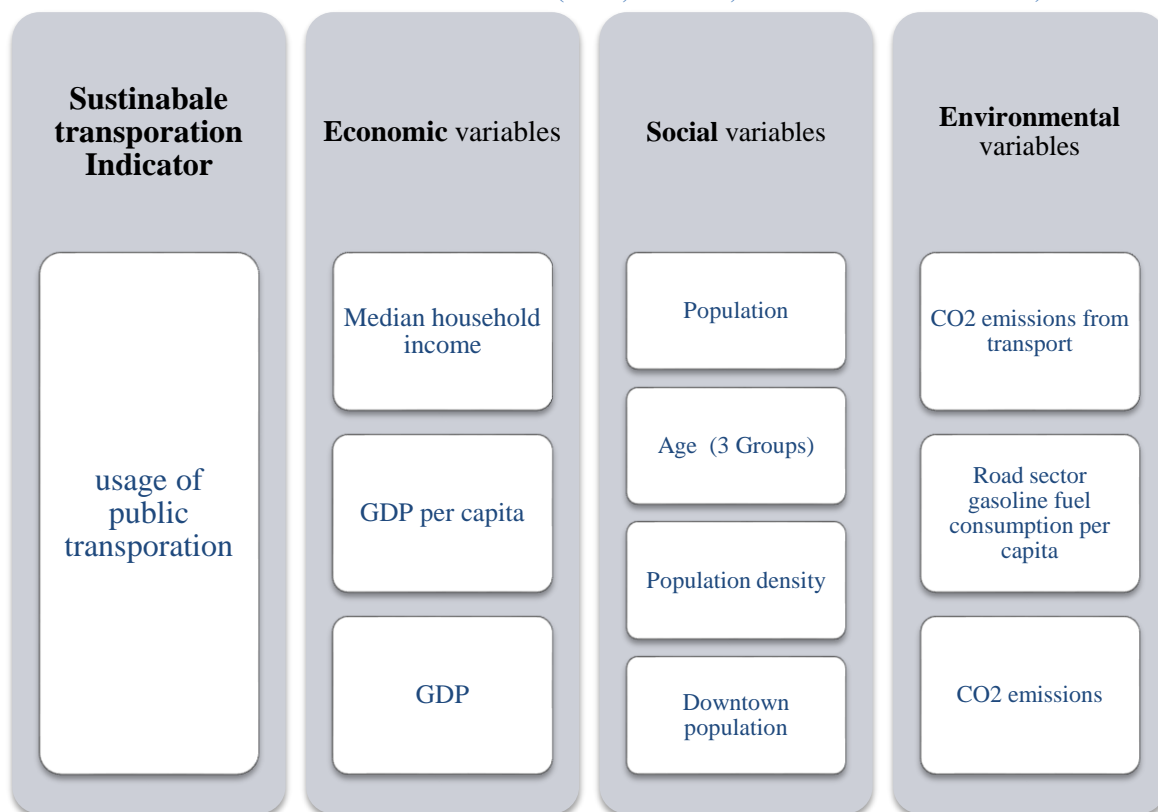 Sustinabale
transporation
Indicator
usage of
public
transporation
Economic variables
Median household
income
GDP per capita
GDP
Social variables
Population
Age (3 Groups)
Population density
Downtown
population
Environmental
variables
CO2 emissions from
transport
Road sector
gasoline fuel
consumption per
capita
CO2 emissions